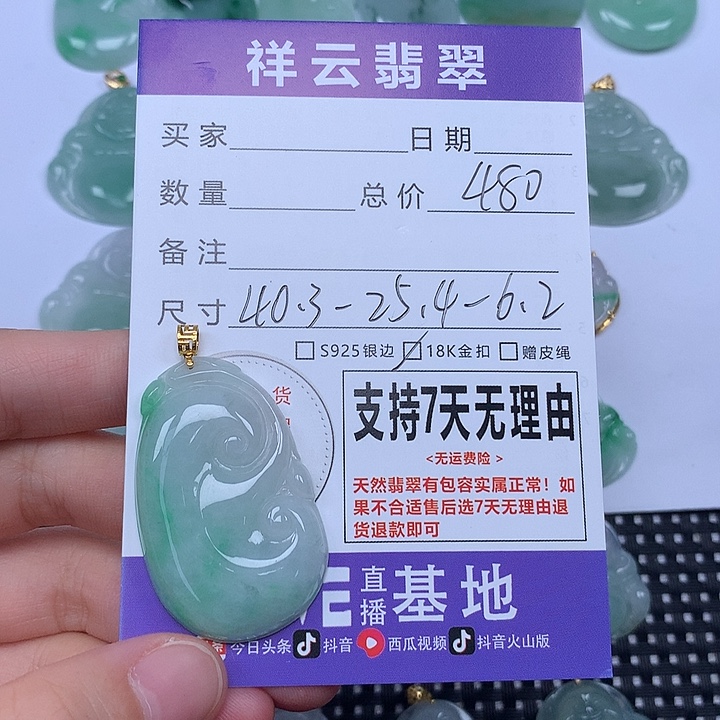 祥云翡翠
买家 日期
数量 总价 480
备注
尺寸 40.3-25.4-6.2
S925银边 18K金扣 赠皮绳
货
支持7天无理由
<无运费险>
天然翡翠有包容实属正常！如
果不合适售后选7天无理由退
货退款即可
直播基地
今日头条 抖音 西瓜视频 抖音火山版